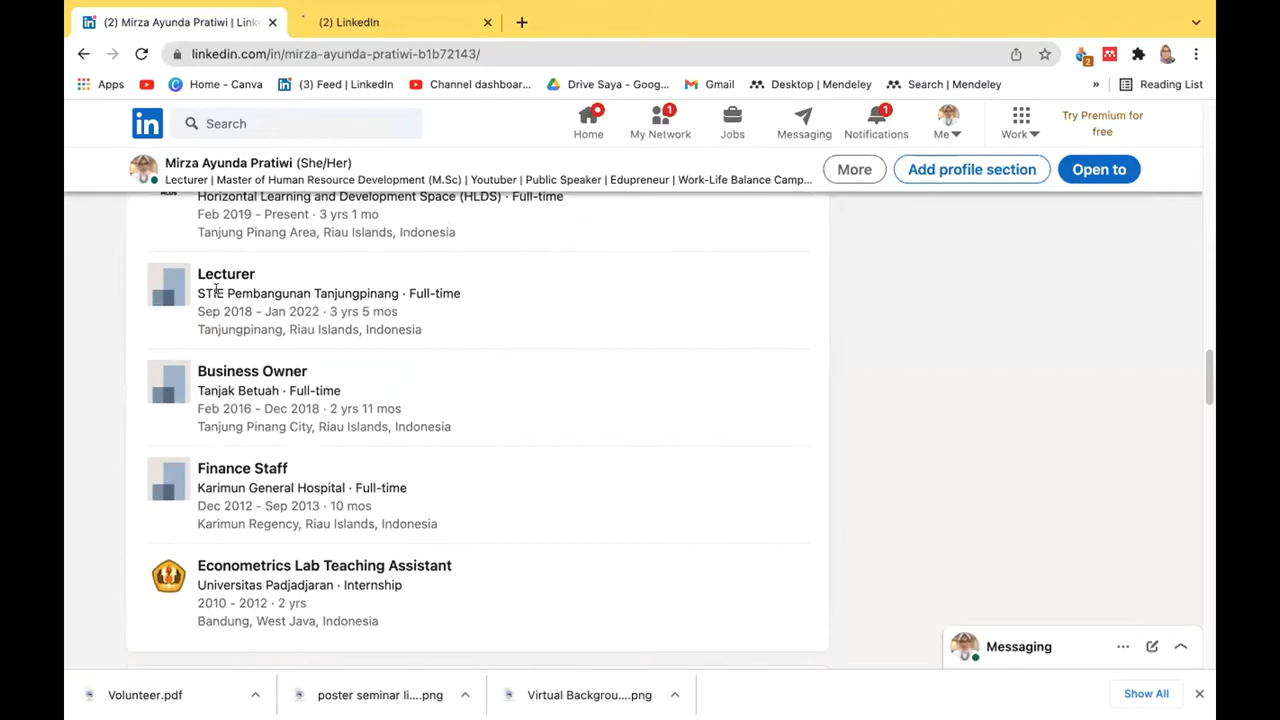 (2) Mirza Ayunda Pratiwi | Link
(2) LinkedIn
linkedin.com/in/mirza-ayunda-pratiwi-b1b72143/
Apps
Home - Canva
(3) Feed | LinkedIn
Channel dashboar...
Drive Saya - Goog...
Gmail
Desktop | Mendeley
Search | Mendeley
»
Reading List
2
in
Search
Home
1
My Network
Jobs
Messaging
1
Notifications
Me
Work
Try Premium for
free
Mirza Ayunda Pratiwi (She/Her)
Lecturer | Master of Human Resource Development (M.Sc) | Youtuber | Public Speaker | Edupreneur | Work-Life Balance Camp...
More
Add profile section
Open to
Horizontal Learning and Development Space (HLDS) · Full-time
Feb 2019 - Present · 3 yrs 1 mo
Tanjung Pinang Area, Riau Islands, Indonesia
Lecturer
STIE Pembangunan Tanjungpinang · Full-time
Sep 2018 - Jan 2022 · 3 yrs 5 mos
Tanjungpinang, Riau Islands, Indonesia
Business Owner
Tanjak Betuah · Full-time
Feb 2016 - Dec 2018 · 2 yrs 11 mos
Tanjung Pinang City, Riau Islands, Indonesia
Finance Staff
Karimun General Hospital · Full-time
Dec 2012 - Sep 2013 · 10 mos
Karimun Regency, Riau Islands, Indonesia
Econometrics Lab Teaching Assistant
Universitas Padjadjaran · Internship
2010 - 2012 · 2 yrs
Bandung, West Java, Indonesia
Messaging
Volunteer.pdf
poster seminar li....png
Virtual Backgrou....png
Show All